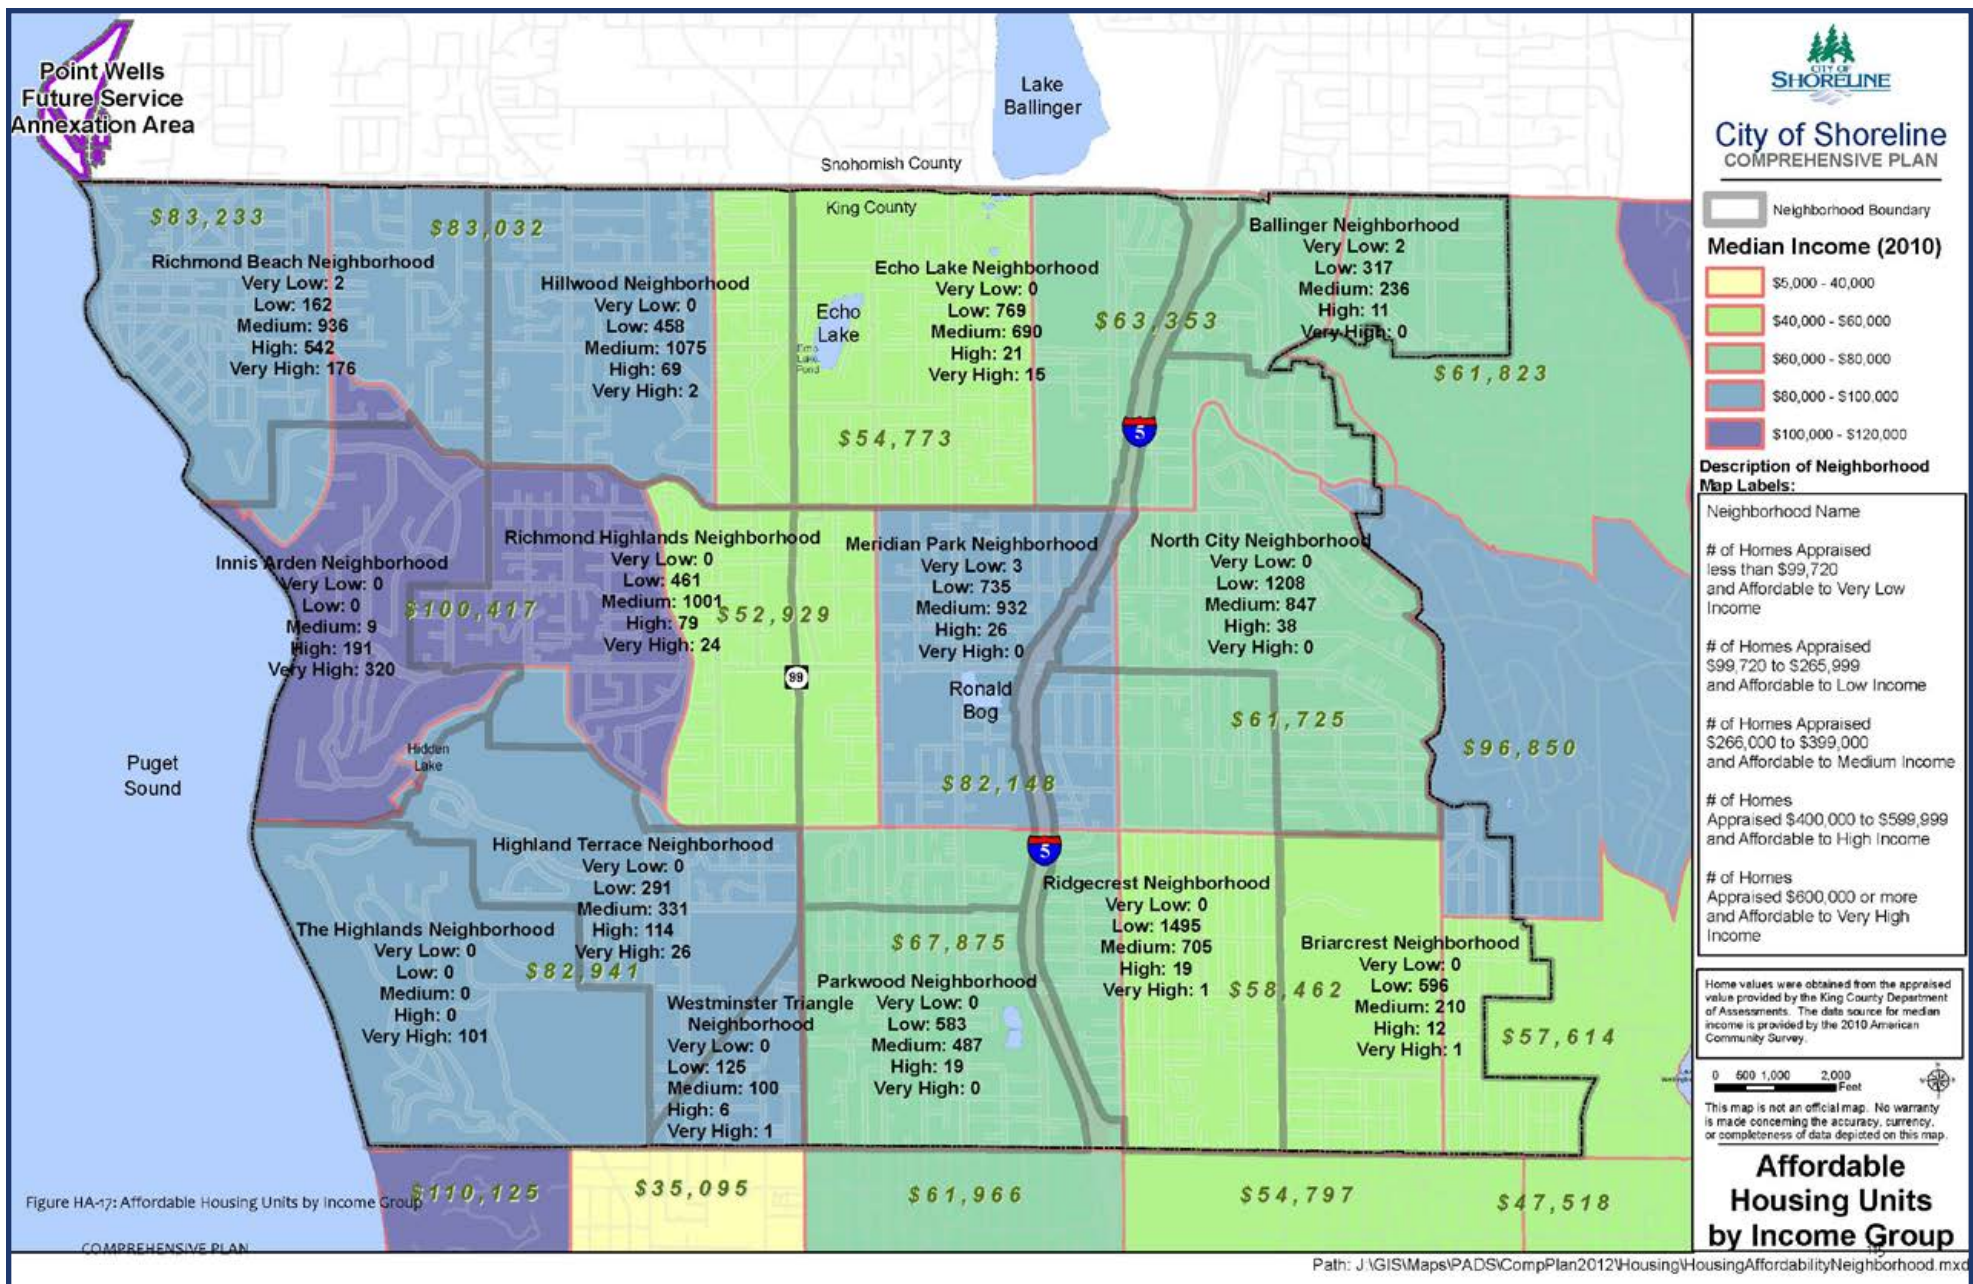 Point Wells
Future Service
Annexation Area
Lake
Ballinger
Snohomish County
King County
$83,233
$83,032
Richmond Beach Neighborhood
Very Low: 2
Low: 162
Medium: 936
High: 542
Very High: 176
Hillwood Neighborhood
Very Low: 0
Low: 458
Medium: 1075
High: 69
Very High: 2
Echo
Lake
Echo
Lake
Pond
Echo Lake Neighborhood
Very Low: 0
Low: 769
Medium: 690
High: 21
Very High: 15
$54,773
$63,353
Ballinger Neighborhood
Very Low: 2
Low: 317
Medium: 236
High: 11
Very High: 0
$61,823
5
Innis Arden Neighborhood
Very Low: 0
Low: 0
Medium: 9
High: 191
Very High: 320
$100,417
Richmond Highlands Neighborhood
Very Low: 0
Low: 461
Medium: 1001
High: 79
Very High: 24
$52,929
99
Meridian Park Neighborhood
Very Low: 3
Low: 735
Medium: 932
High: 26
Very High: 0
Ronald
Bog
$82,148
North City Neighborhood
Very Low: 0
Low: 1208
Medium: 847
High: 38
Very High: 0
$61,725
$96,850
Puget
Sound
Hidden
Lake
5
Highland Terrace Neighborhood
Very Low: 0
Low: 291
Medium: 331
High: 114
Very High: 26
The Highlands Neighborhood
Very Low: 0
Low: 0
Medium: 0
High: 0
Very High: 101
$82,941
Westminster Triangle
Neighborhood
Very Low: 0
Low: 125
Medium: 100
High: 6
Very High: 1
$67,875
Parkwood Neighborhood
Very Low: 0
Low: 583
Medium: 487
High: 19
Very High: 0
Ridgecrest Neighborhood
Very Low: 0
Low: 1495
Medium: 705
High: 19
Very High: 1
$58,462
Briarcrest Neighborhood
Very Low: 0
Low: 596
Medium: 210
High: 12
Very High: 1
$57,614
$110,125
$35,095
$61,966
$54,797
$47,518
Figure HA-17: Affordable Housing Units by Income Group
COMPREHENSIVE PLAN
CITY OF
SHORELINE
City of Shoreline
COMPREHENSIVE PLAN
Neighborhood Boundary
Median Income (2010)
$5,000 - 40,000
$40,000 - $60,000
$60,000 - $80,000
$80,000 - $100,000
$100,000 - $120,000
Description of Neighborhood
Map Labels:
Neighborhood Name
# of Homes Appraised
less than $99,720
and Affordable to Very Low
Income
# of Homes Appraised
$99,720 to $265,999
and Affordable to Low Income
# of Homes Appraised
$266,000 to $399,000
and Affordable to Medium Income
# of Homes
Appraised $400,000 to $599,999
and Affordable to High Income
# of Homes
Appraised $600,000 or more
and Affordable to Very High
Income
Home values were obtained from the appraised
value provided by the King County Department
of Assessments. The data source for median
income is provided by the 2010 American
Community Survey.
0 500 1,000 2,000
Feet
This map is not an official map. No warranty
is made concerning the accuracy, currency,
or completeness of data depicted on this map.
Affordable
Housing Units
by Income Group
Path: J:\GIS\Maps\PADS\CompPlan2012\Housing\HousingAffordabilityNeighborhood.mxd